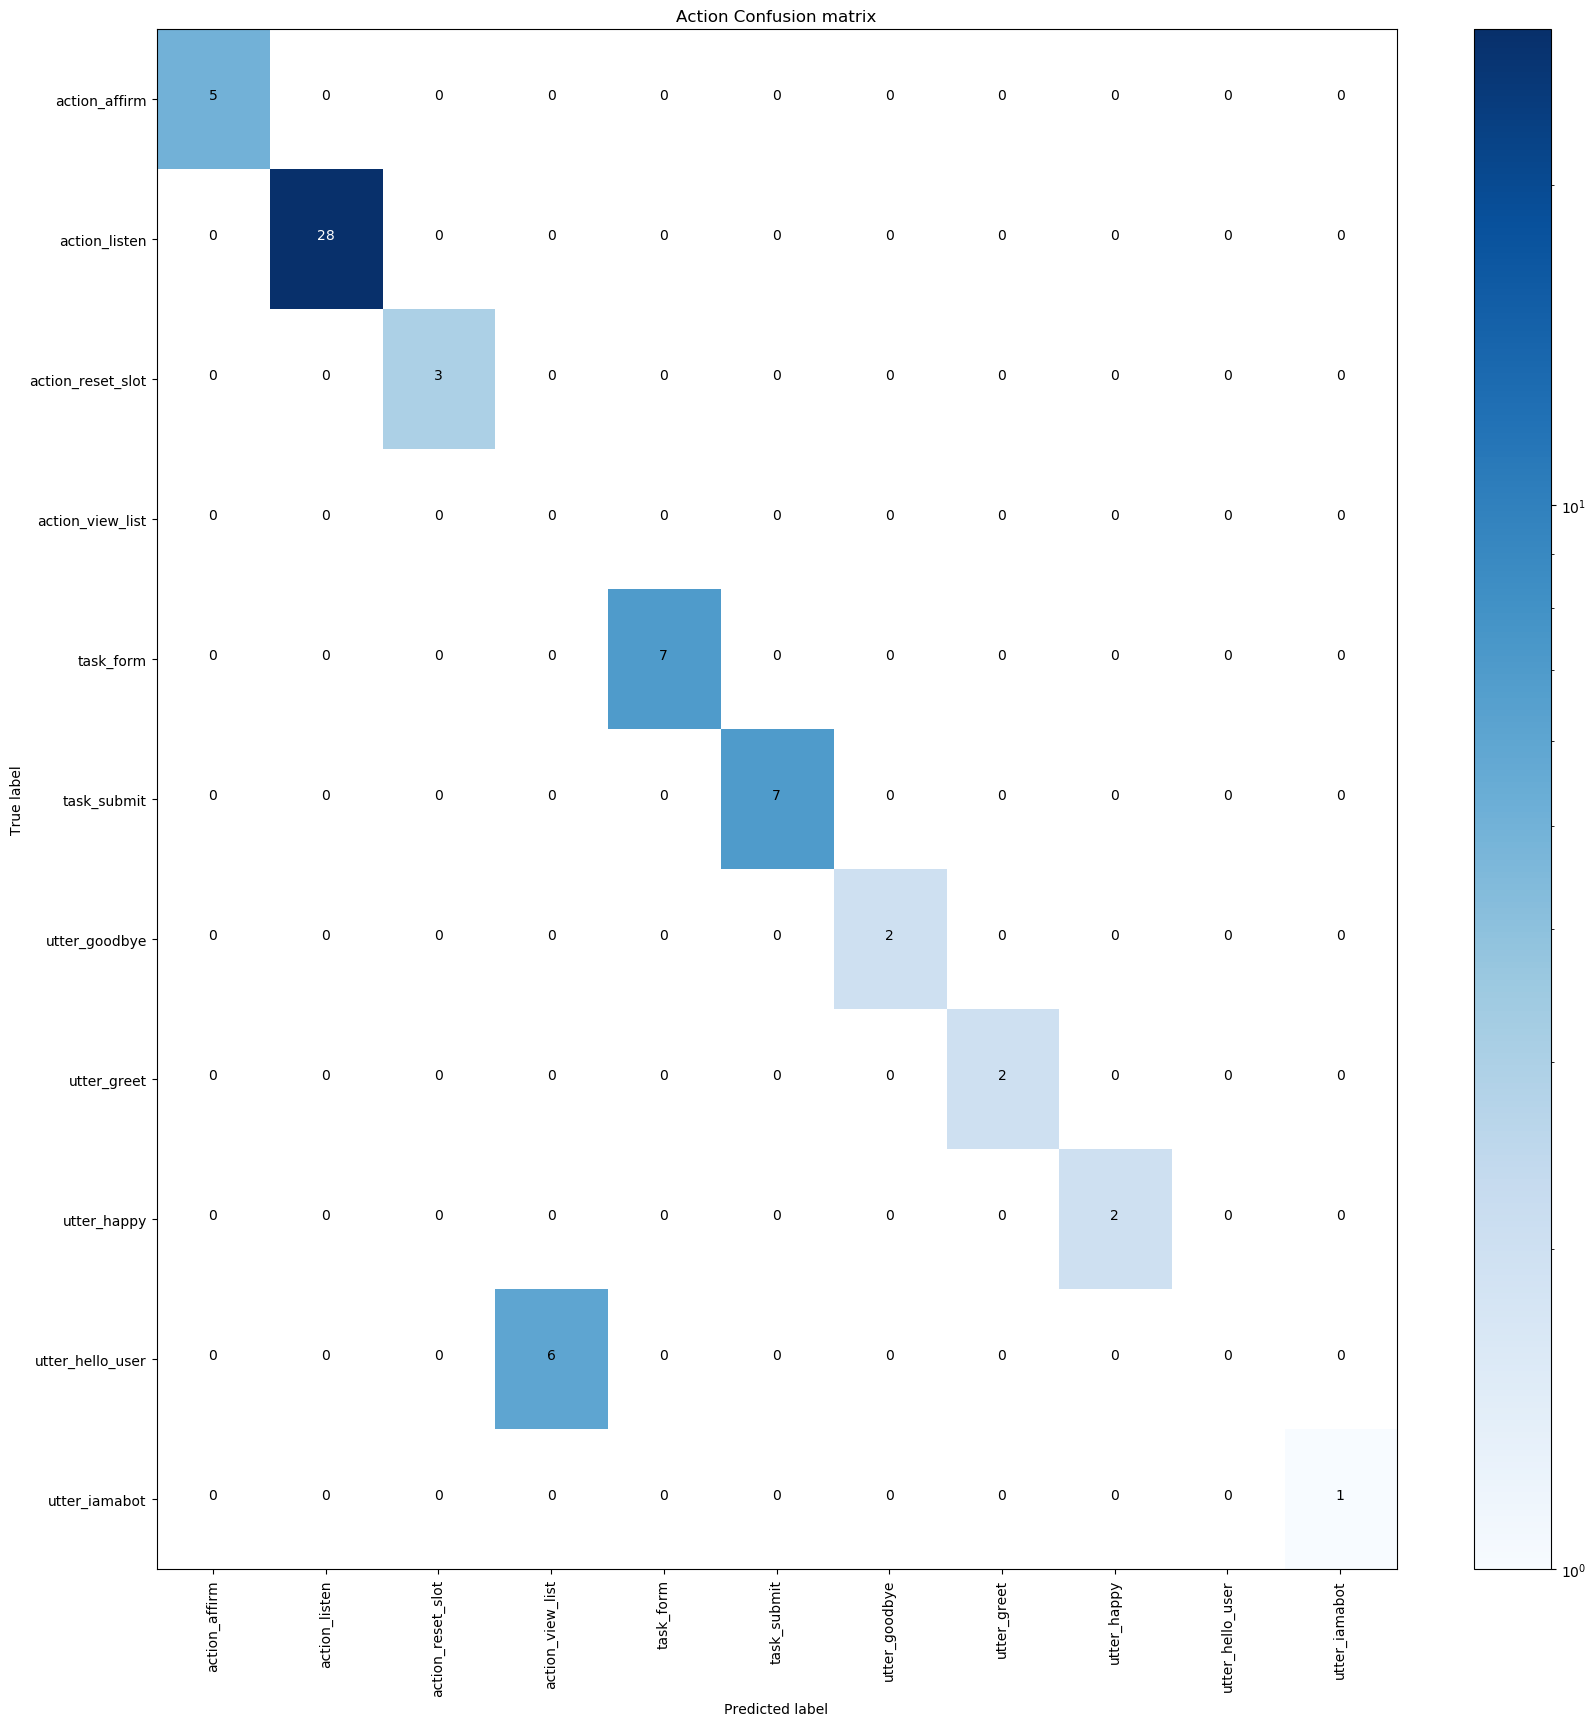 Action Confusion matrix
action_affirm 5 0 0 0 0 0 0 0 0 0 0
action_listen 0 28 0 0 0 0 0 0 0 0 0
action_reset_slot 0 0 3 0 0 0 0 0 0 0 0
action_view_list 0 0 0 0 0 0 0 0 0 0 0
10¹
task_form 0 0 0 0 7 0 0 0 0 0 0
task_submit 0 0 0 0 0 7 0 0 0 0 0
True label
utter_goodbye 0 0 0 0 0 0 2 0 0 0 0
utter_greet 0 0 0 0 0 0 0 2 0 0 0
utter_happy 0 0 0 0 0 0 0 0 2 0 0
utter_hello_user 0 0 0 6 0 0 0 0 0 0 0
utter_iamabot 0 0 0 0 0 0 0 0 0 0 1
10⁰
action_affirm
action_listen
action_reset_slot
action_view_list
task_form
task_submit
utter_goodbye
utter_greet
utter_happy
utter_hello_user
utter_iamabot
Predicted label